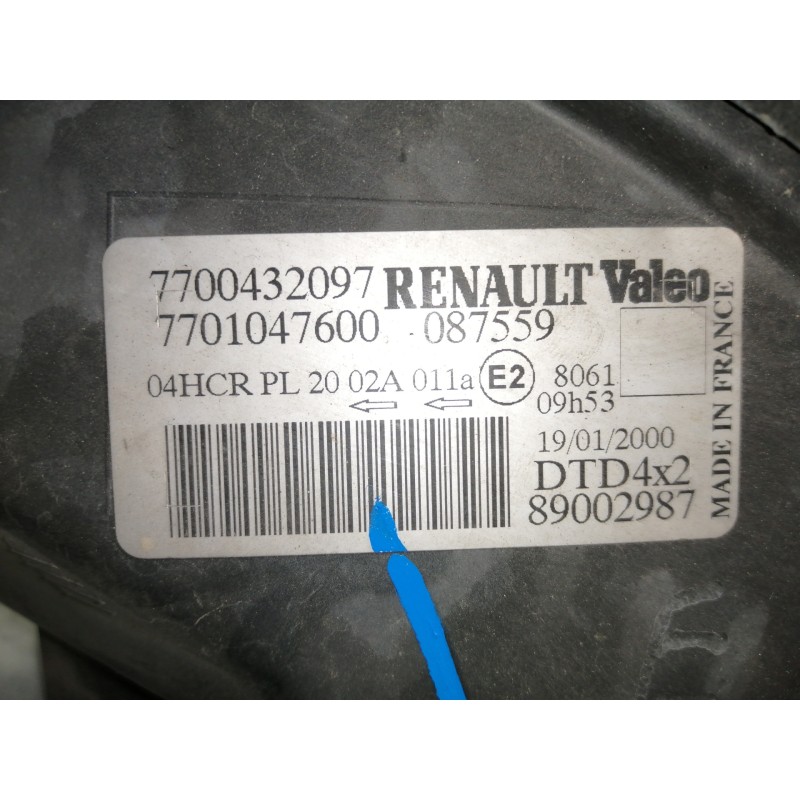 7700432097 RENAULT Valeo
7701047600 087559
04HCR PL 20 02A 011a E2 8061
09h53
19/01/2000
DTD4x2
89002987
MADE IN FRANCE